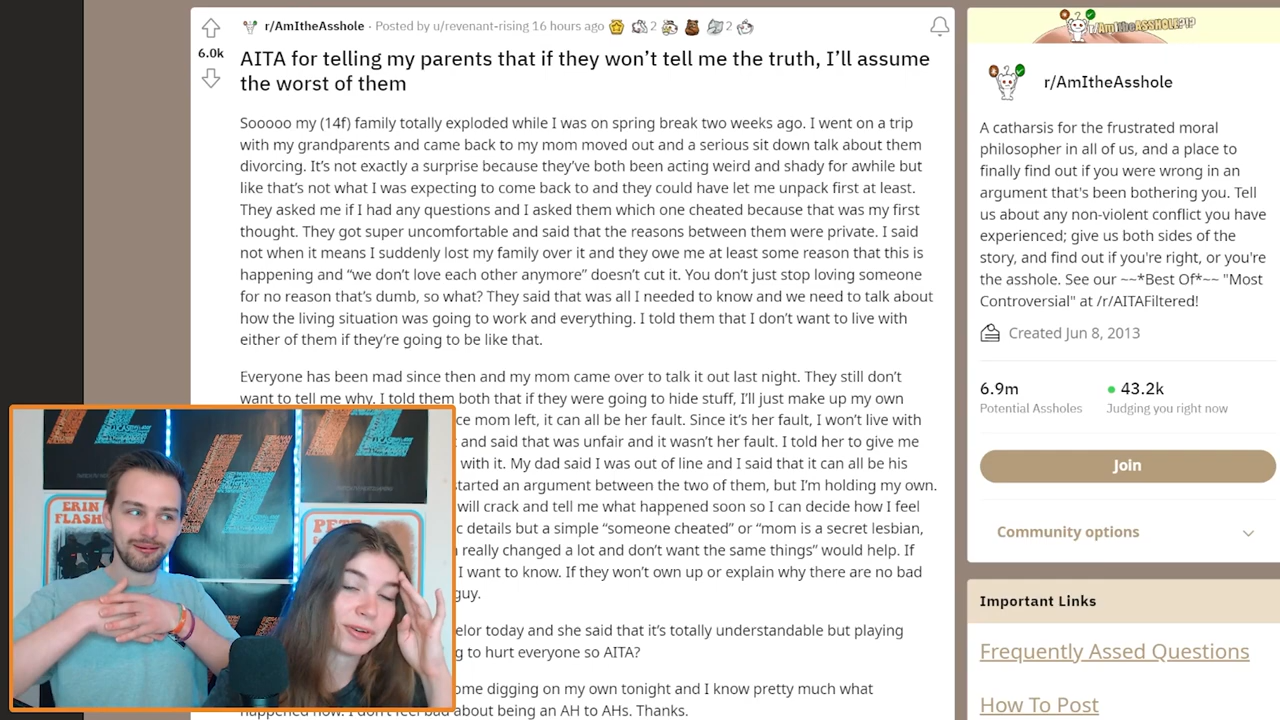 r/AmItheAsshole · Posted by u/revenant-rising 16 hours ago 2 2
6.0k
AITA for telling my parents that if they won't tell me the truth, I'll assume
the worst of them
Sooooo my (14f) family totally exploded while I was on spring break two weeks ago. I went on a trip
with my grandparents and came back to my mom moved out and a serious sit down talk about them
divorcing. It's not exactly a surprise because they've both been acting weird and shady for awhile but
like that's not what I was expecting to come back to and they could have let me unpack first at least.
They asked me if I had any questions and I asked them which one cheated because that was my first
thought. They got super uncomfortable and said that the reasons between them were private. I said
not when it means I suddenly lost my family over it and they owe me at least some reason that this is
happening and "we don't love each other anymore" doesn't cut it. You don't just stop loving someone
for no reason that's dumb, so what? They said that was all I needed to know and we need to talk about
how the living situation was going to work and everything. I told them that I don't want to live with
either of them if they're going to be like that.
Everyone has been mad since then and my mom came over to talk it out last night. They still don't
want to tell me why. I told them both that if they were going to hide stuff, I'll just make up my own
ce mom left, it can all be her fault. Since it's her fault, I won't live with
and said that was unfair and it wasn't her fault. I told her to give me
with it. My dad said I was out of line and I said that it can all be his
started an argument between the two of them, but I'm holding my own.
will crack and tell me what happened soon so I can decide how I feel
c details but a simple "someone cheated" or "mom is a secret lesbian,
really changed a lot and don't want the same things" would help. If
I want to know. If they won't own up or explain why there are no bad
guy.
elor today and she said that it's totally understandable but playing
g to hurt everyone so AITA?
ome digging on my own tonight and I know pretty much what
happened now. I don't feel bad about being an AH to AHs. Thanks.
ERIN
FLASH
PETE
r/AmItheASSHOLE?!?
r/AmItheAsshole
A catharsis for the frustrated moral
philosopher in all of us, and a place to
finally find out if you were wrong in an
argument that's been bothering you. Tell
us about any non-violent conflict you have
experienced; give us both sides of the
story, and find out if you're right, or you're
the asshole. See our ~~*Best Of*~~ "Most
Controversial" at /r/AITAFiltered!
Created Jun 8, 2013
6.9m 43.2k
Potential Assholes Judging you right now
Join
Community options
Important Links
Frequently Assed Questions
How To Post